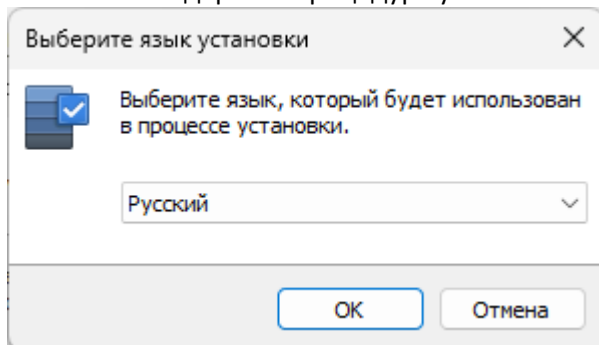 Выберите язык установки
Выберите язык, который будет использован
в процессе установки.
Русский
ОК
Отмена